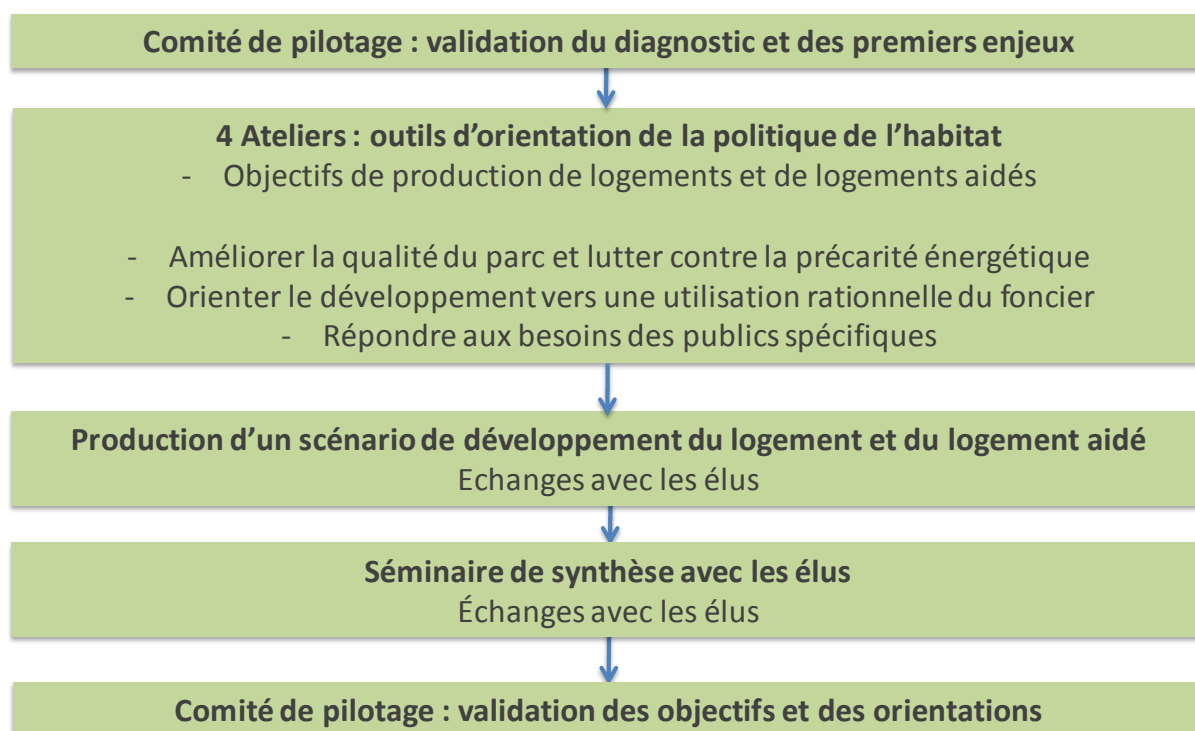 Comité de pilotage : validation du diagnostic et des premiers enjeux
4 Ateliers : outils d'orientation de la politique de l'habitat
- Objectifs de production de logements et de logements aidés
- Améliorer la qualité du parc et lutter contre la précarité énergétique
- Orienter le développement vers une utilisation rationnelle du foncier
- Répondre aux besoins des publics spécifiques
Production d'un scénario de développement du logement et du logement aidé
Echanges avec les élus
Séminaire de synthèse avec les élus
Échanges avec les élus
Comité de pilotage : validation des objectifs et des orientations